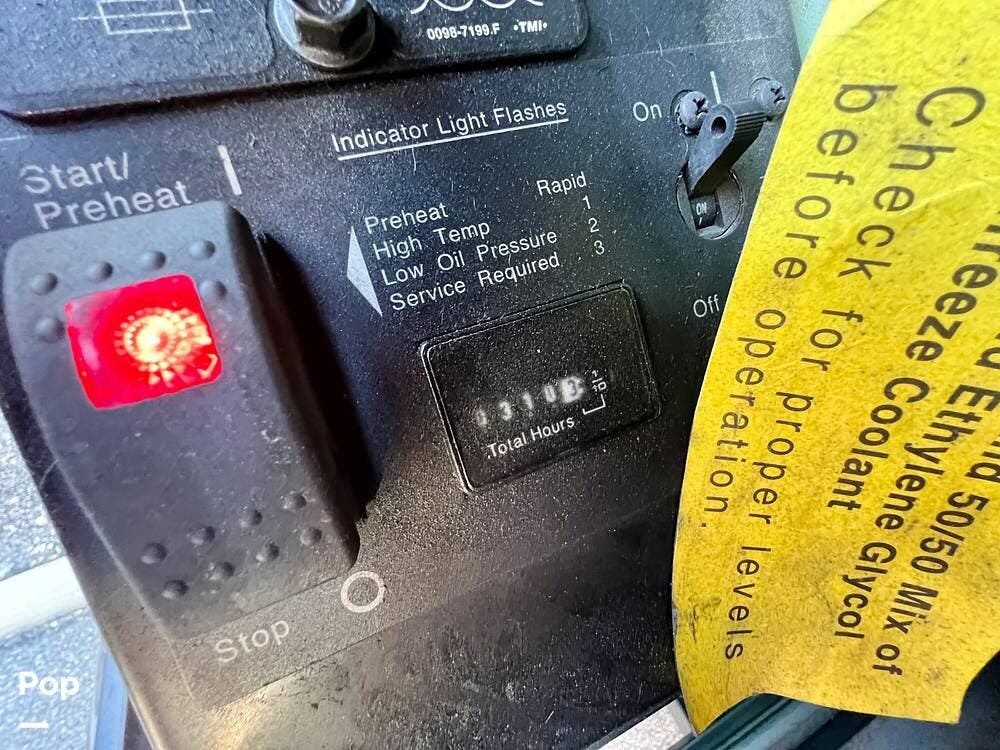 0098-7199.F •TMI•
Indicator Light Flashes
On
Start/
Preheat
Preheat Rapid
High Temp 1
Low Oil Pressure 2
Service Required 3
ON
Off
1/10
Total Hours
Stop
Ethylene Glycol
50/50 Mix of
Coolant
Check for proper levels
before operation.
Pop